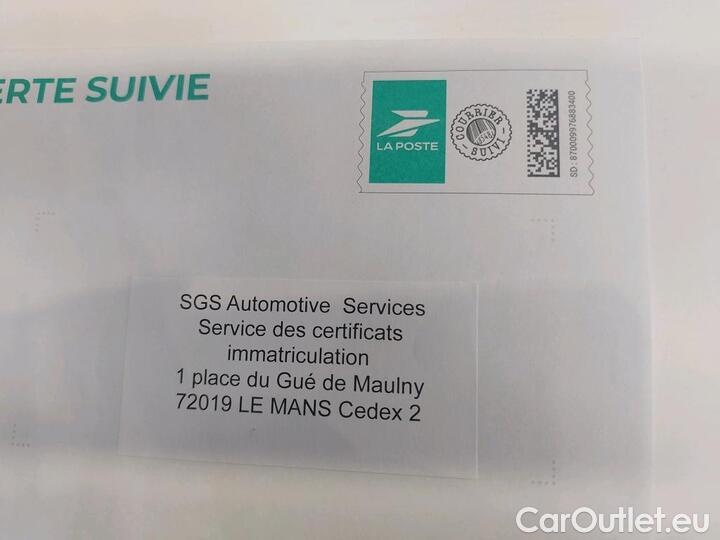 ERTE SUIVIE
LA POSTE
COURRIER
SUIVI
SD : 870009976883400
SGS Automotive Services
Service des certificats
immatriculation
1 place du Gué de Maulny
72019 LE MANS Cedex 2
CarOutlet.eu